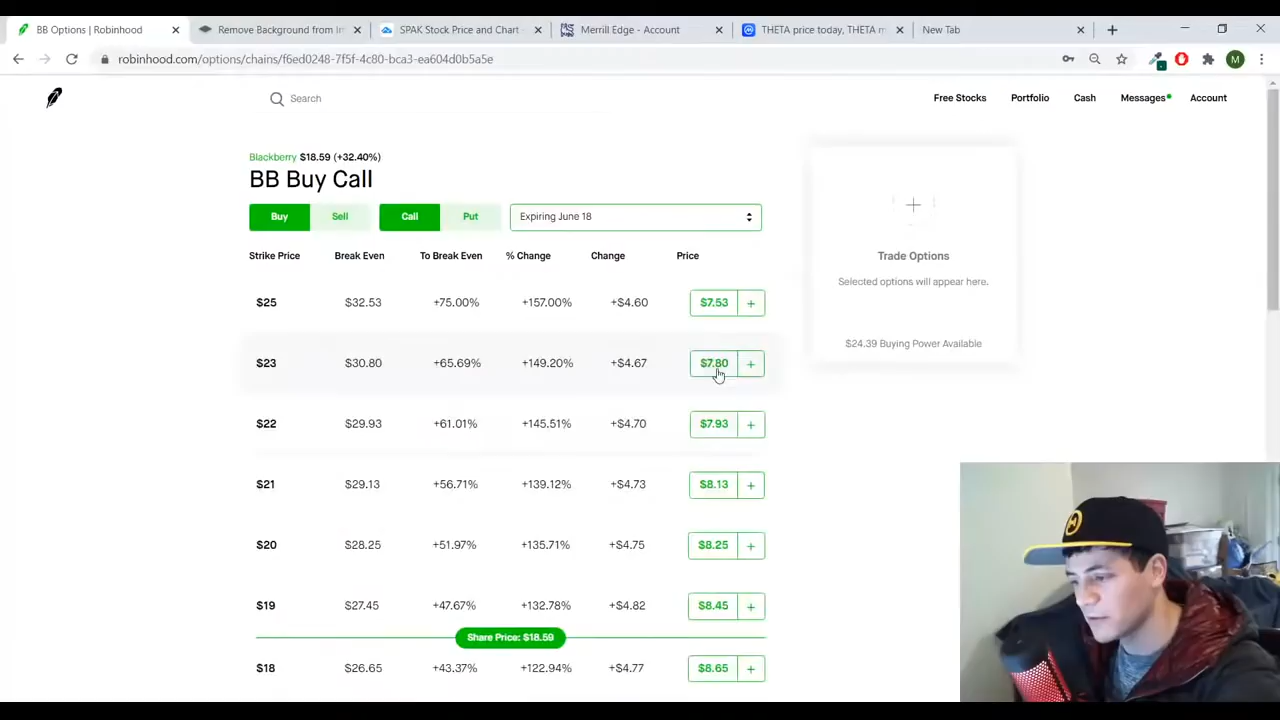 BB Options | Robinhood
Remove Background from Im
SPAK Stock Price and Chart
Merrill Edge - Account
THETA price today, THETA m
New Tab
robinhood.com/options/chains/f6ed0248-7f5f-4c80-bca3-ea604d0b5a5e
M
Search
Free Stocks Portfolio Cash Messages Account
Blackberry $18.59 (+32.40%)
BB Buy Call
Buy Sell Call Put Expiring June 18
Strike Price Break Even To Break Even % Change Change Price
$25 $32.53 +75.00% +157.00% +$4.60 $7.53 +
$23 $30.80 +65.69% +149.20% +$4.67 $7.80 +
$22 $29.93 +61.01% +145.51% +$4.70 $7.93 +
$21 $29.13 +56.71% +139.12% +$4.73 $8.13 +
$20 $28.25 +51.97% +135.71% +$4.75 $8.25 +
$19 $27.45 +47.67% +132.78% +$4.82 $8.45 +
Share Price: $18.59
$18 $26.65 +43.37% +122.94% +$4.77 $8.65 +
Trade Options
Selected options will appear here.
$24.39 Buying Power Available